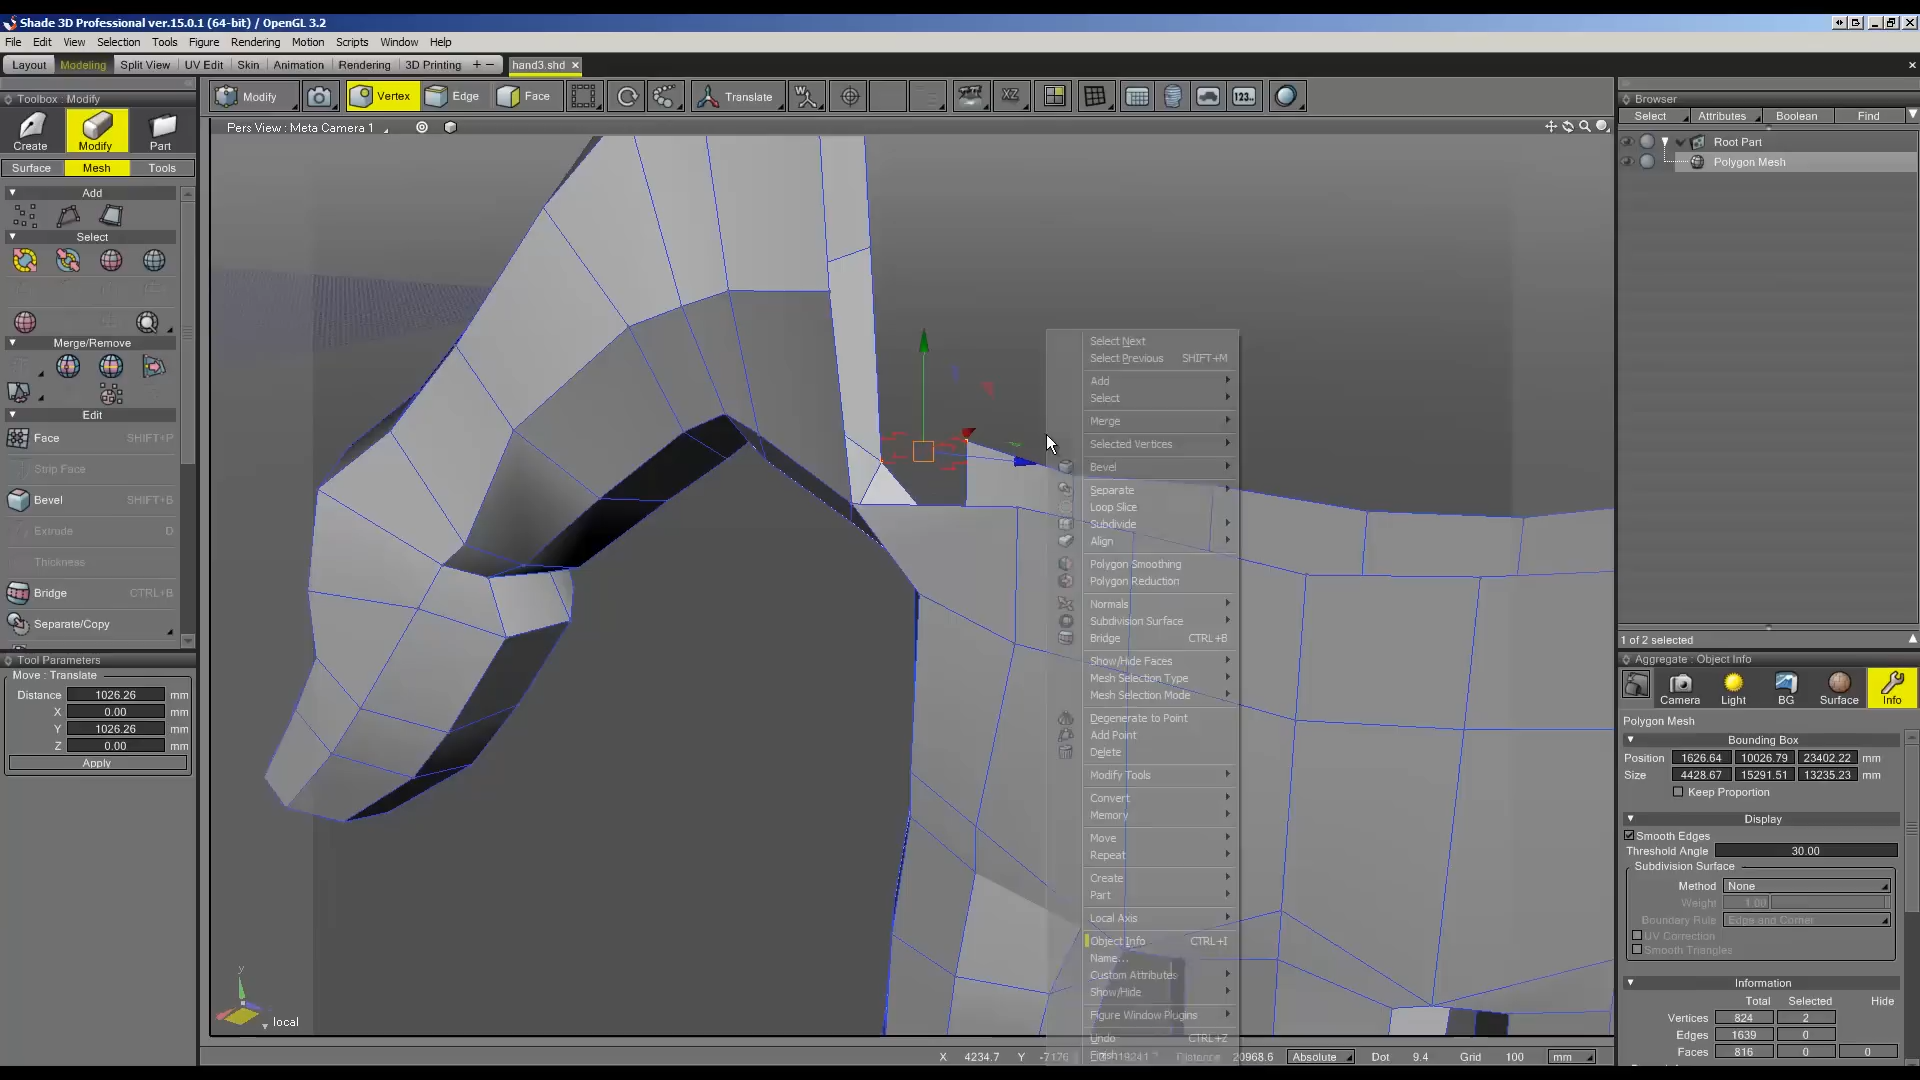 Shade 3D Professional ver.15.0.1 (64-bit) / OpenGL 3.2
File Edit View Selection Tools Figure Rendering Motion Scripts Window Help
Layout Modeling Split View UV Edit Skin Animation Rendering 3D Printing + − hand3.shd ×
Toolbox : Modify
Create Modify Part
Surface Mesh Tools
Add
Select
Merge/Remove
Edit
Face SHIFT+P
Strip Face
Bevel SHIFT+B
Extrude D
Thickness
Bridge CTRL+B
Separate/Copy
Tool Parameters
Move : Translate
Distance 1026.26 mm
X 0.00 mm
Y 1026.26 mm
Z 0.00 mm
Apply
Modify Vertex Edge Face Translate W XZ 123..
Pers View : Meta Camera 1
Select Next
Select Previous SHIFT+M
Add
Select
Merge
Selected Vertices
Bevel
Separate
Loop Slice
Subdivide
Align
Polygon Smoothing
Polygon Reduction
Normals
Subdivision Surface
Bridge CTRL+B
Show/Hide Faces
Mesh Selection Type
Mesh Selection Mode
Degenerate to Point
Add Point
Delete
Modify Tools
Convert
Memory
Move
Repeat
Create
Part
Local Axis
Object Info CTRL+I
Name...
Custom Attributes
Show/Hide
Figure Window Plugins
Undo CTRL+Z
y
local
X 4234.7 Y Distance 20968.6 Absolute Dot 9.4 Grid 100 mm
Browser
Select Attributes Boolean Find
Root Part
Polygon Mesh
1 of 2 selected
Aggregate : Object Info
Camera Light BG Surface Info
Polygon Mesh
Bounding Box
Position 1626.64 10026.79 23402.22 mm
Size 4428.67 15291.51 13235.23 mm
Keep Proportion
Display
Smooth Edges
Threshold Angle 30.00
Subdivision Surface
Method None
Weight 1.00
Boundary Rule Edge and Corner
UV Correction
Smooth Triangles
Information
Total Selected Hide
Vertices 824 2
Edges 1639 0
Faces 816 0 0